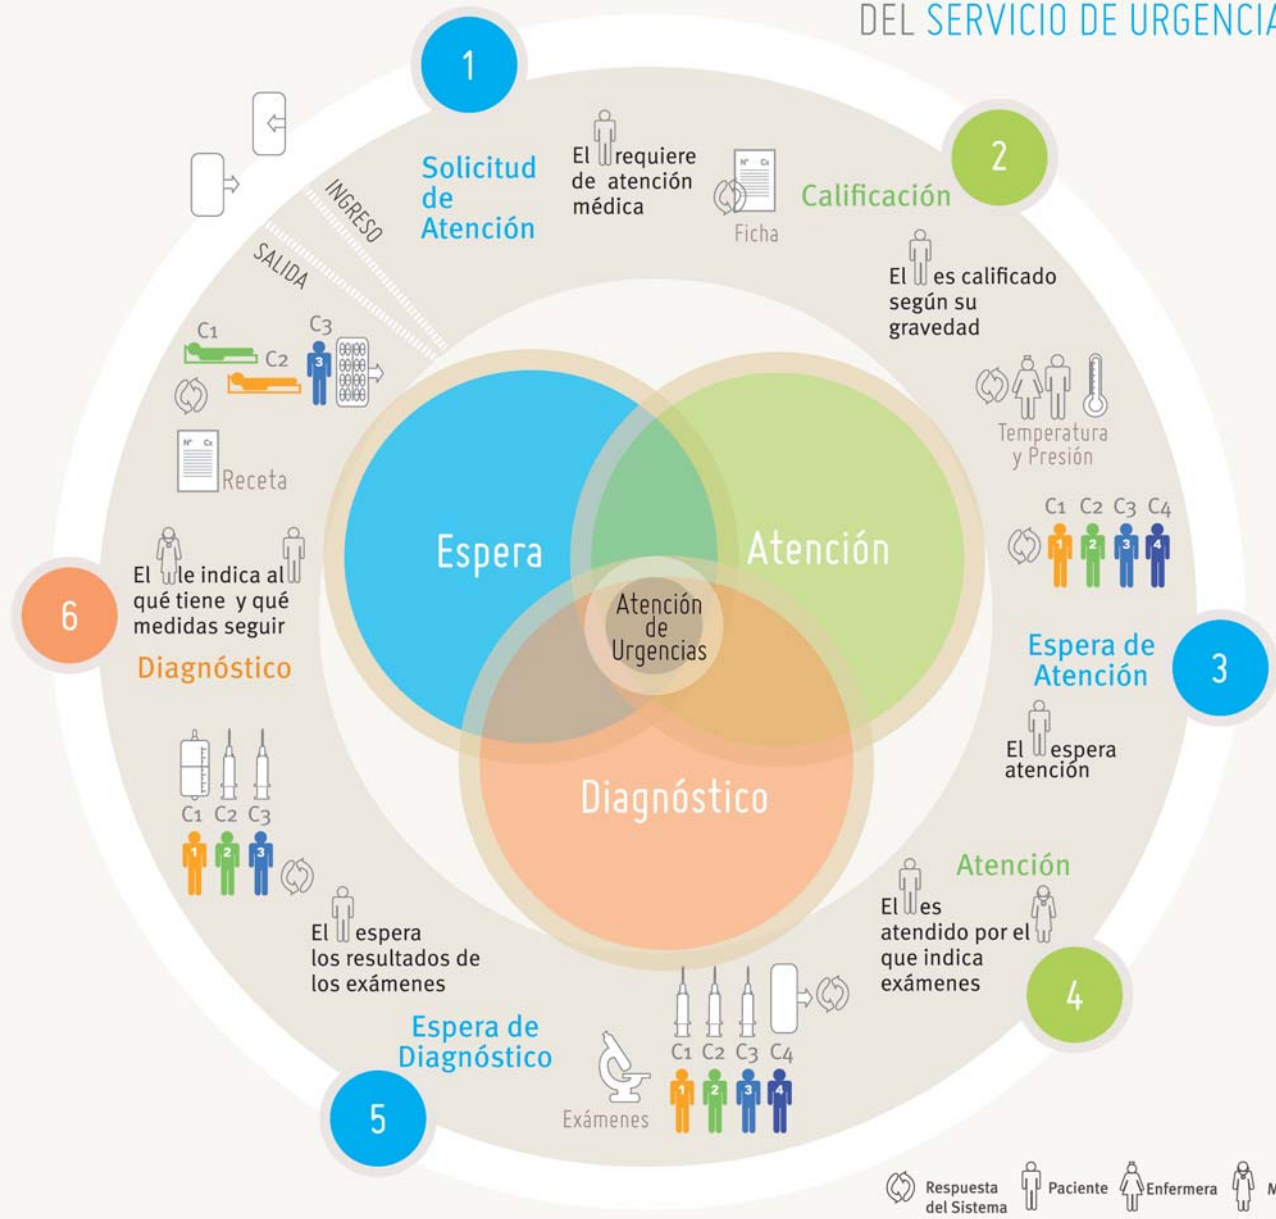 DEL SERVICIO DE URGENCIA
1
Solicitud
de
Atención
El requiere
de atención
médica
N° Cx
Ficha
2
Calificación
El es calificado
según su
gravedad
Temperatura
y Presión
C1 C2 C3 C4
1 2 3 4
3
Espera de
Atención
El espera
atención
Atención
El es
atendido por el
que indica
exámenes
4
C1 C2 C3 C4
1 2 3 4
Exámenes
Espera de
Diagnóstico
5
El espera
los resultados de
los exámenes
C1 C2 C3
1 2 3
6
El le indica al
qué tiene y qué
medidas seguir
Diagnóstico
N° Cx
Receta
C1
C2
C3
3
INGRESO
SALIDA
Espera
Atención
Diagnóstico
Atención
de
Urgencias
Respuesta
del Sistema
Paciente
Enfermera